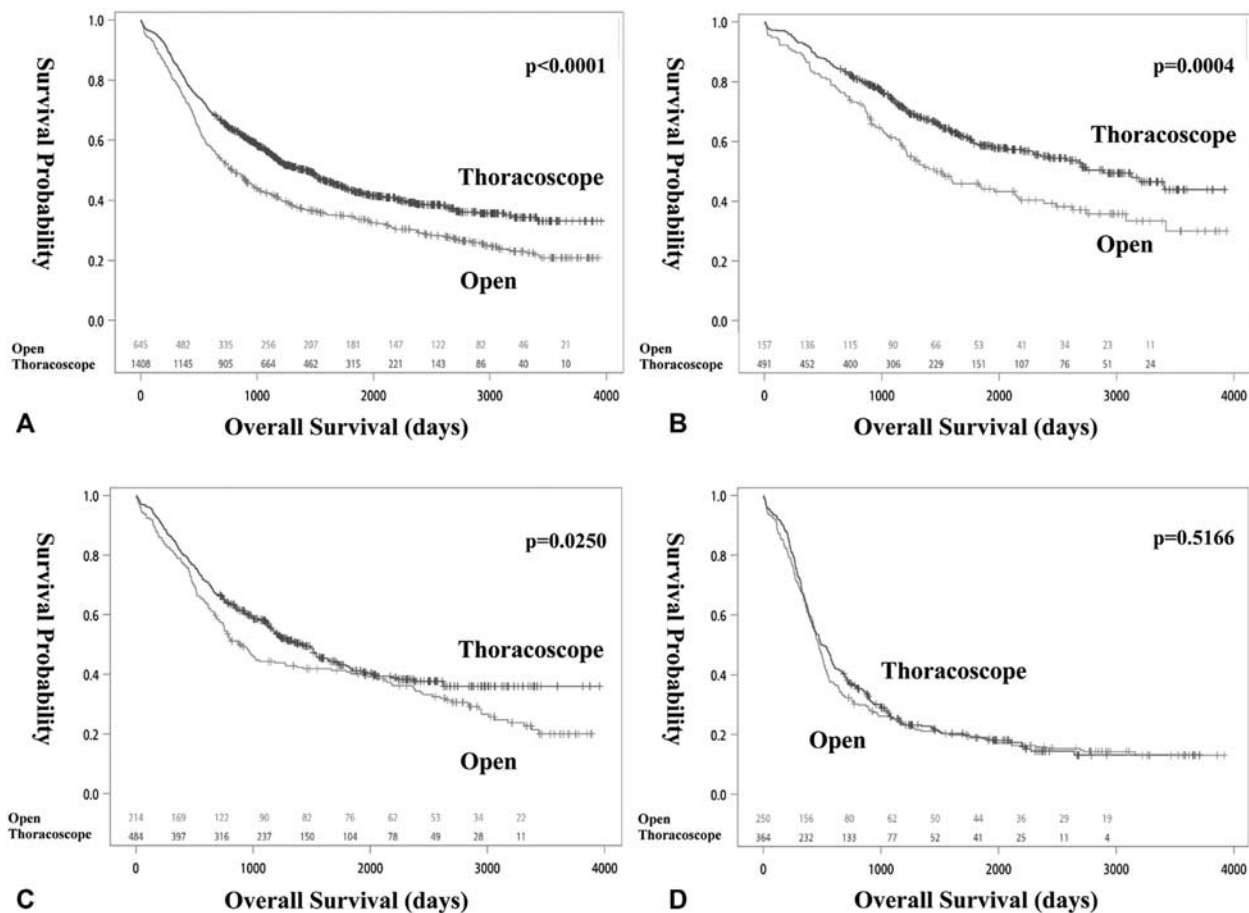 1.0
0.8
0.6
0.4
0.2
0.0
Survival Probability
p<0.0001
Thoracoscope
Open
Open 645 482 335 256 207 181 147 122 82 46 21
Thoracoscope 1408 1145 905 664 462 315 221 143 86 40 10
0 1000 2000 3000 4000
A Overall Survival (days)
1.0
0.8
0.6
0.4
0.2
0.0
Survival Probability
p=0.0004
Thoracoscope
Open
Open 157 136 115 90 66 53 41 34 23 11
Thoracoscope 491 452 400 306 229 151 107 76 51 24
0 1000 2000 3000 4000
B Overall Survival (days)
1.0
0.8
0.6
0.4
0.2
0.0
Survival Probability
p=0.0250
Thoracoscope
Open
Open 214 169 122 90 82 76 62 53 34 22
Thoracoscope 484 397 316 237 150 104 78 49 28 11
0 1000 2000 3000 4000
C Overall Survival (days)
1.0
0.8
0.6
0.4
0.2
0.0
Survival Probability
p=0.5166
Thoracoscope
Open
Open 250 156 80 62 50 44 36 29 19
Thoracoscope 364 232 133 77 52 41 25 11 4
0 1000 2000 3000 4000
D Overall Survival (days)